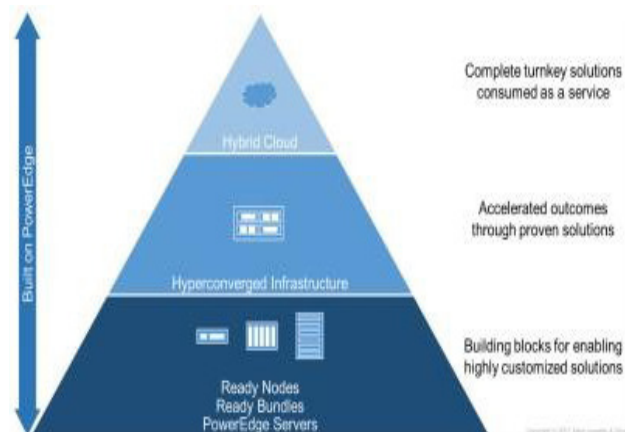 Built on PowerEdge
Hybrid Cloud
Complete turnkey solutions
consumed as a service
Hyperconverged Infrastructure
Accelerated outcomes
through proven solutions
Ready Nodes
Ready Bundles
PowerEdge Servers
Building blocks for enabling
highly customized solutions